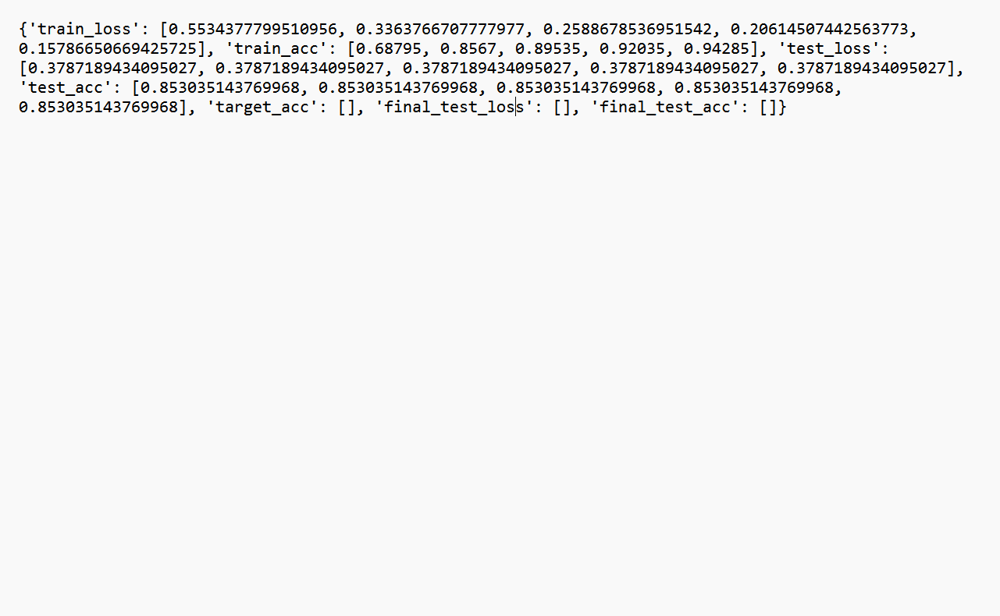 {'train_loss': [0.5534377799510956, 0.3363766707777977, 0.2588678536951542, 0.20614507442563773,
0.15786650669425725], 'train_acc': [0.68795, 0.8567, 0.89535, 0.92035, 0.94285], 'test_loss':
[0.3787189434095027, 0.3787189434095027, 0.3787189434095027, 0.3787189434095027, 0.3787189434095027],
'test_acc': [0.853035143769968, 0.853035143769968, 0.853035143769968, 0.853035143769968,
0.853035143769968], 'target_acc': [], 'final_test_loss': [], 'final_test_acc': []}